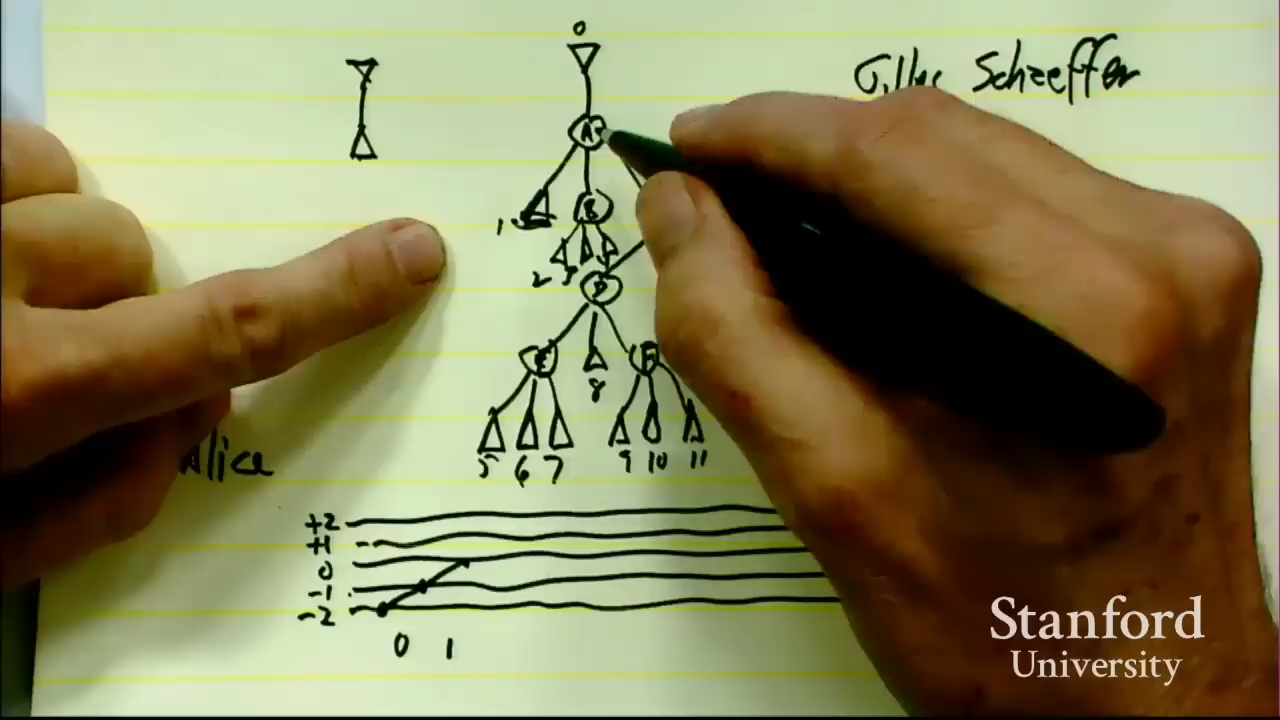 0
Gilles Schaeffer
A
1
B
2 3
D
E F
8
5 6 7 9 10 11
Alice
+2
+1
0
-1
-2
0 1
Stanford
University